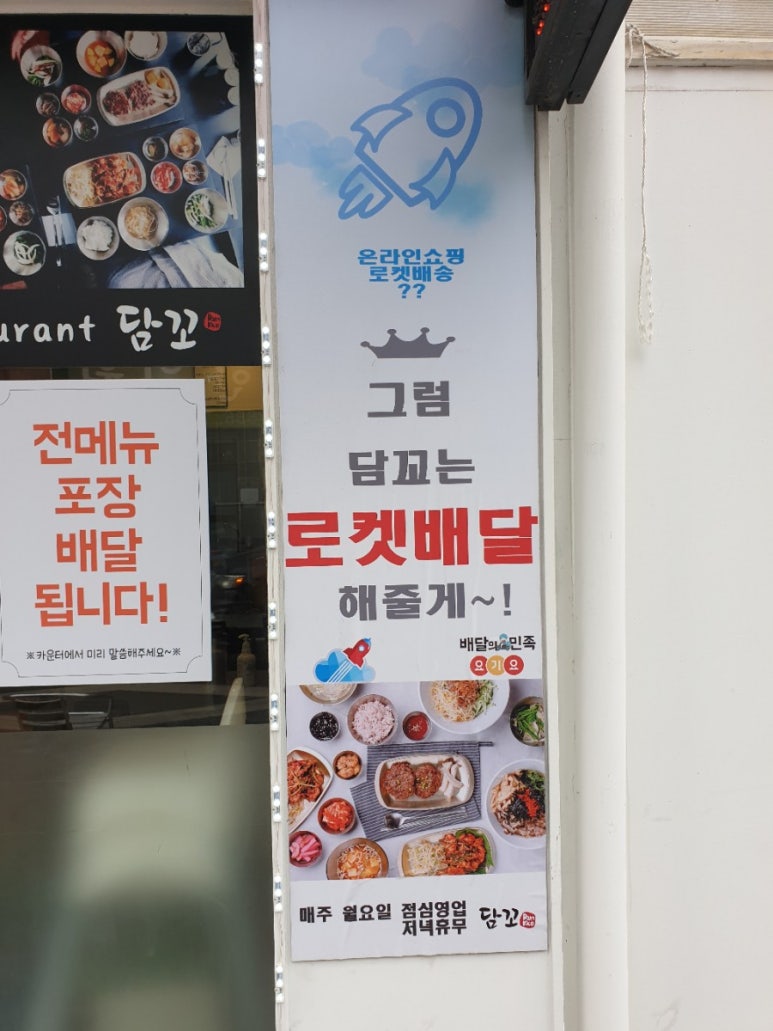 urant 담꼬
전메뉴
포장
배달
됩니다!
※카운터에서 미리 말씀해주세요~※
온라인쇼핑
로켓배송
??
그럼
담꼬는
로켓배달
해줄게~!
배달의민족
요기요
매주 월요일 점심영업
저녁휴무 담꼬